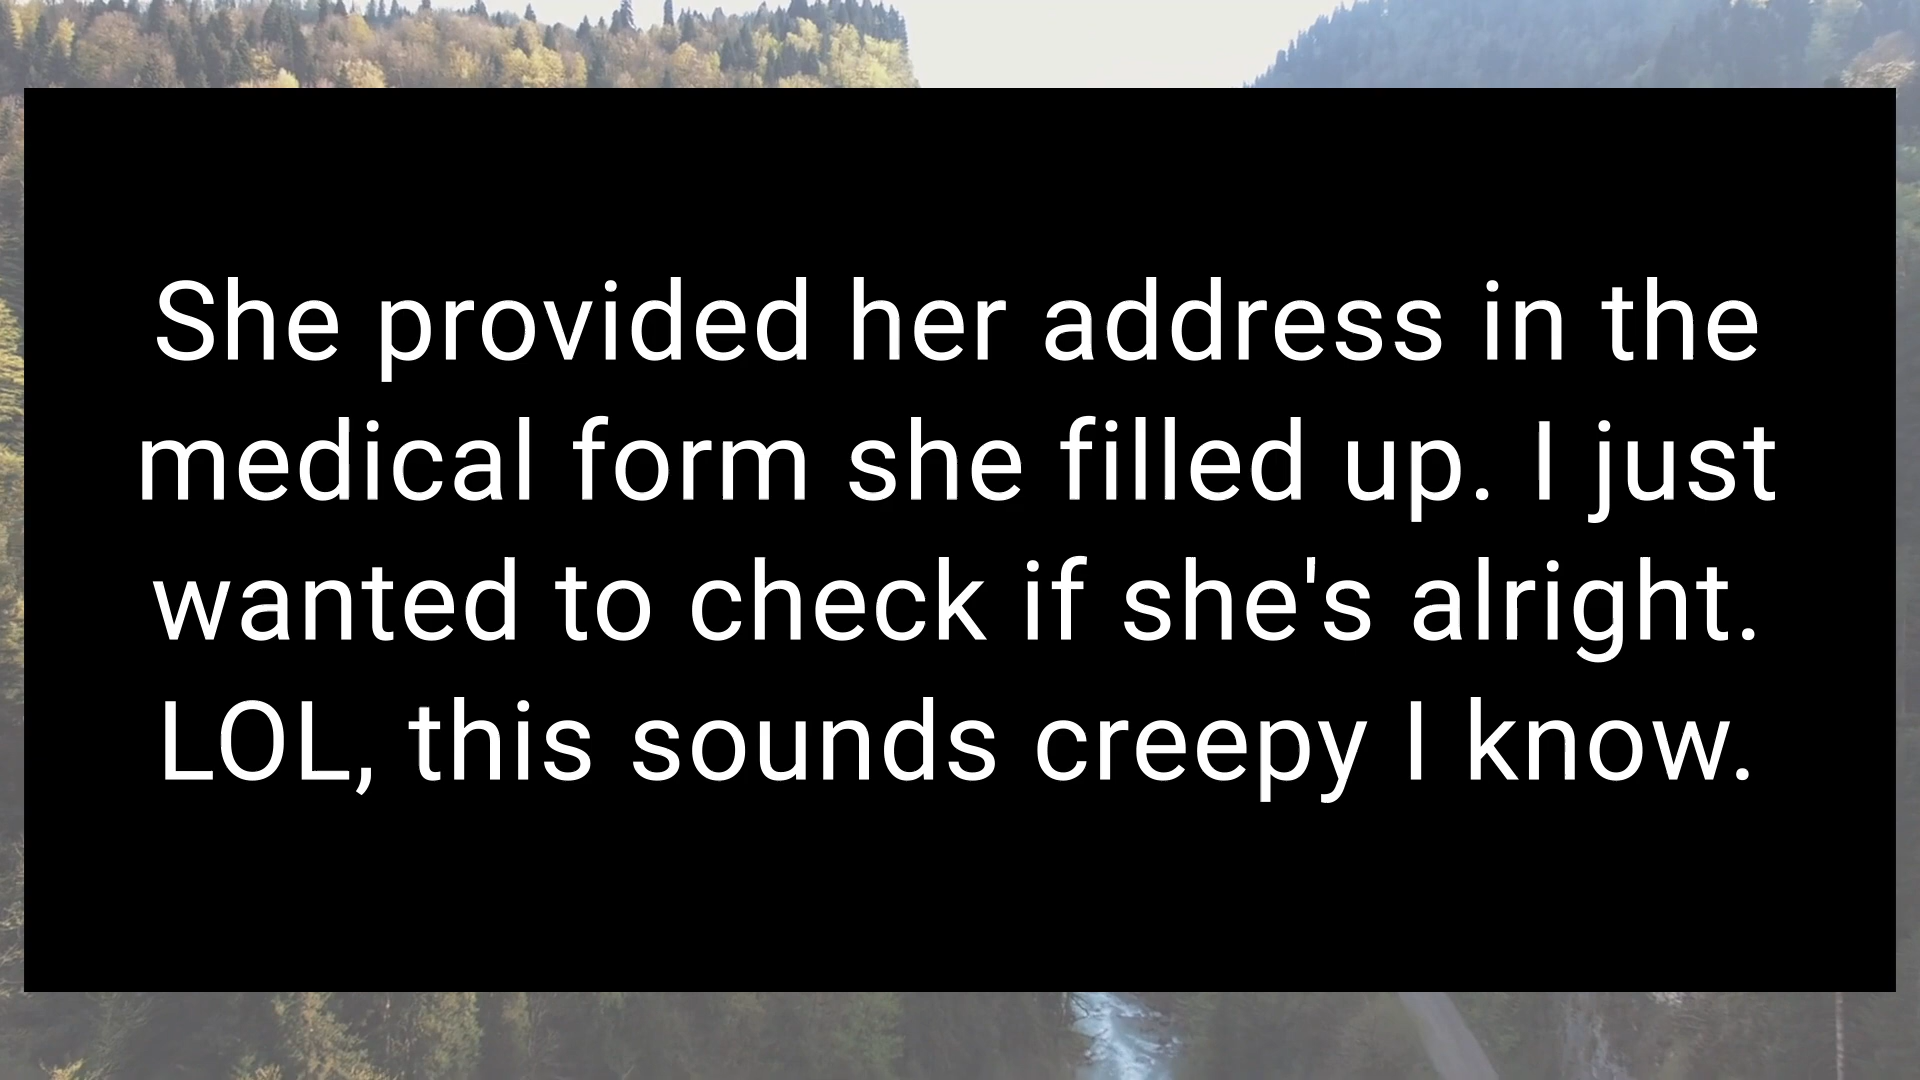 She provided her address in the
medical form she filled up. I just
wanted to check if she's alright.
LOL, this sounds creepy I know.